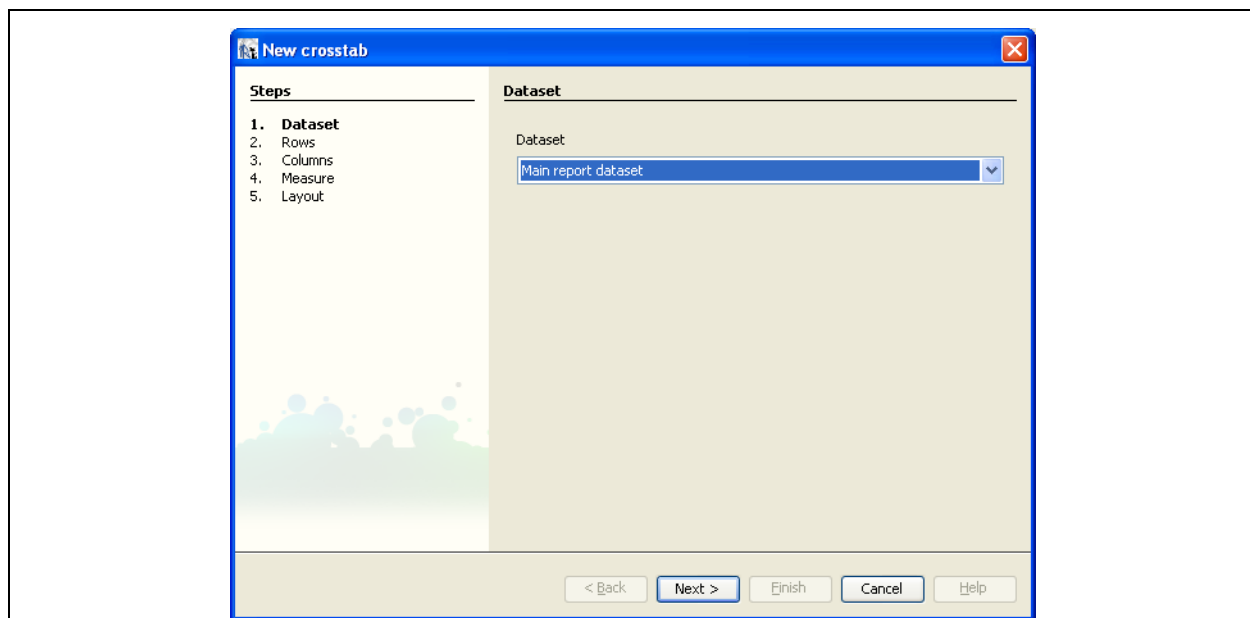 New crosstab
Steps
1. Dataset
2. Rows
3. Columns
4. Measure
5. Layout
Dataset
Dataset
Main report dataset
< Back Next > Finish Cancel Help